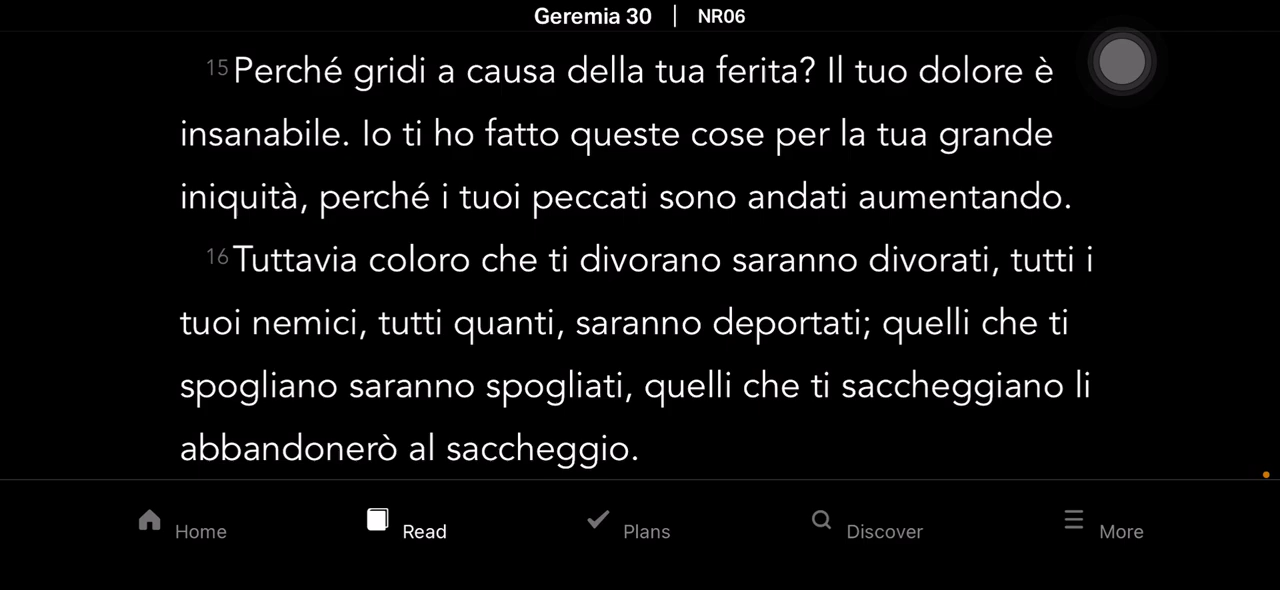 Geremia 30 | NR06
15 Perché gridi a causa della tua ferita? Il tuo dolore è
insanabile. Io ti ho fatto queste cose per la tua grande
iniquità, perché i tuoi peccati sono andati aumentando.
16 Tuttavia coloro che ti divorano saranno divorati, tutti i
tuoi nemici, tutti quanti, saranno deportati; quelli che ti
spogliano saranno spogliati, quelli che ti saccheggiano li
abbandonerò al saccheggio.
Home Read Plans Discover More